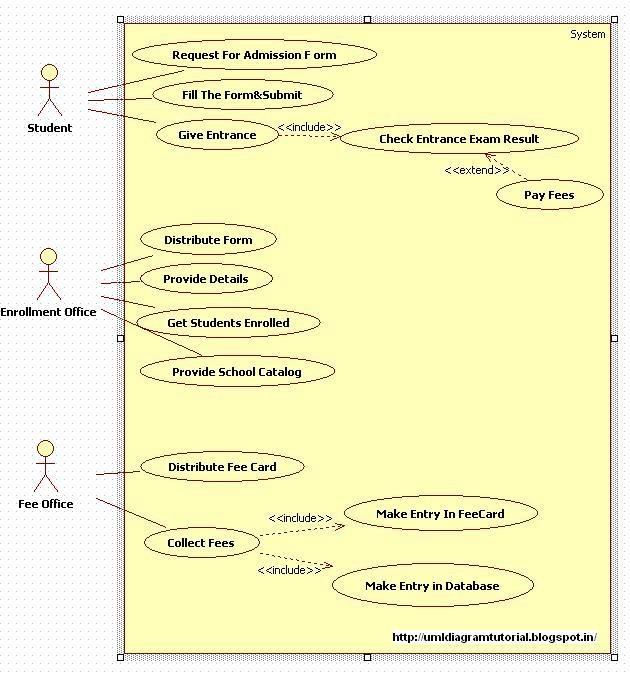 System
Request For Admission F orm
Fill The Form&Submit
Student
Give Entrance
<<include>>
Check Entrance Exam Result
<<extend>>
Pay Fees
Distribute Form
Provide Details
Enrollment Office
Get Students Enrolled
Provide School Catalog
Distribute Fee Card
Fee Office
Make Entry In FeeCard
<<include>>
Collect Fees
<<include>>
Make Entry in Database
http://umldiagramtutorial.blogspot.in/